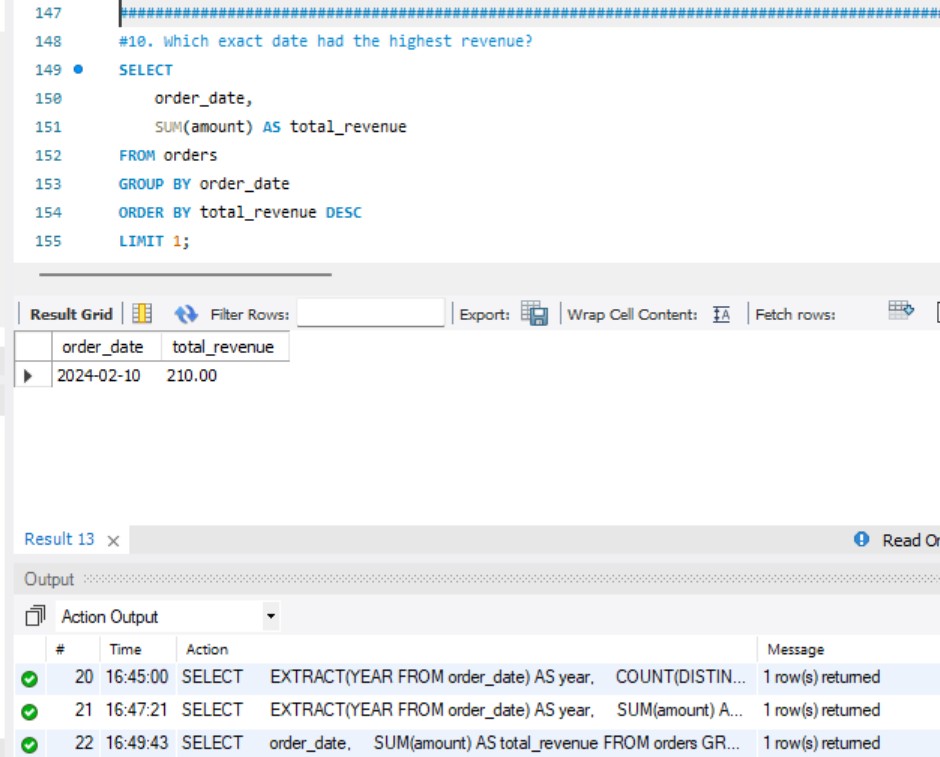 147 ####################################################################################################
148 #10. Which exact date had the highest revenue?
149 SELECT
150 order_date,
151 SUM(amount) AS total_revenue
152 FROM orders
153 GROUP BY order_date
154 ORDER BY total_revenue DESC
155 LIMIT 1;
Result Grid Filter Rows: Export: Wrap Cell Content: Fetch rows:
order_date total_revenue
2024-02-10 210.00
Result 13 Read
Output
Action Output
# Time Action Message
20 16:45:00 SELECT EXTRACT(YEAR FROM order_date) AS year, COUNT(DISTIN... 1 row(s) returned
21 16:47:21 SELECT EXTRACT(YEAR FROM order_date) AS year, SUM(amount) A... 1 row(s) returned
22 16:49:43 SELECT order_date, SUM(amount) AS total_revenue FROM orders GR... 1 row(s) returned